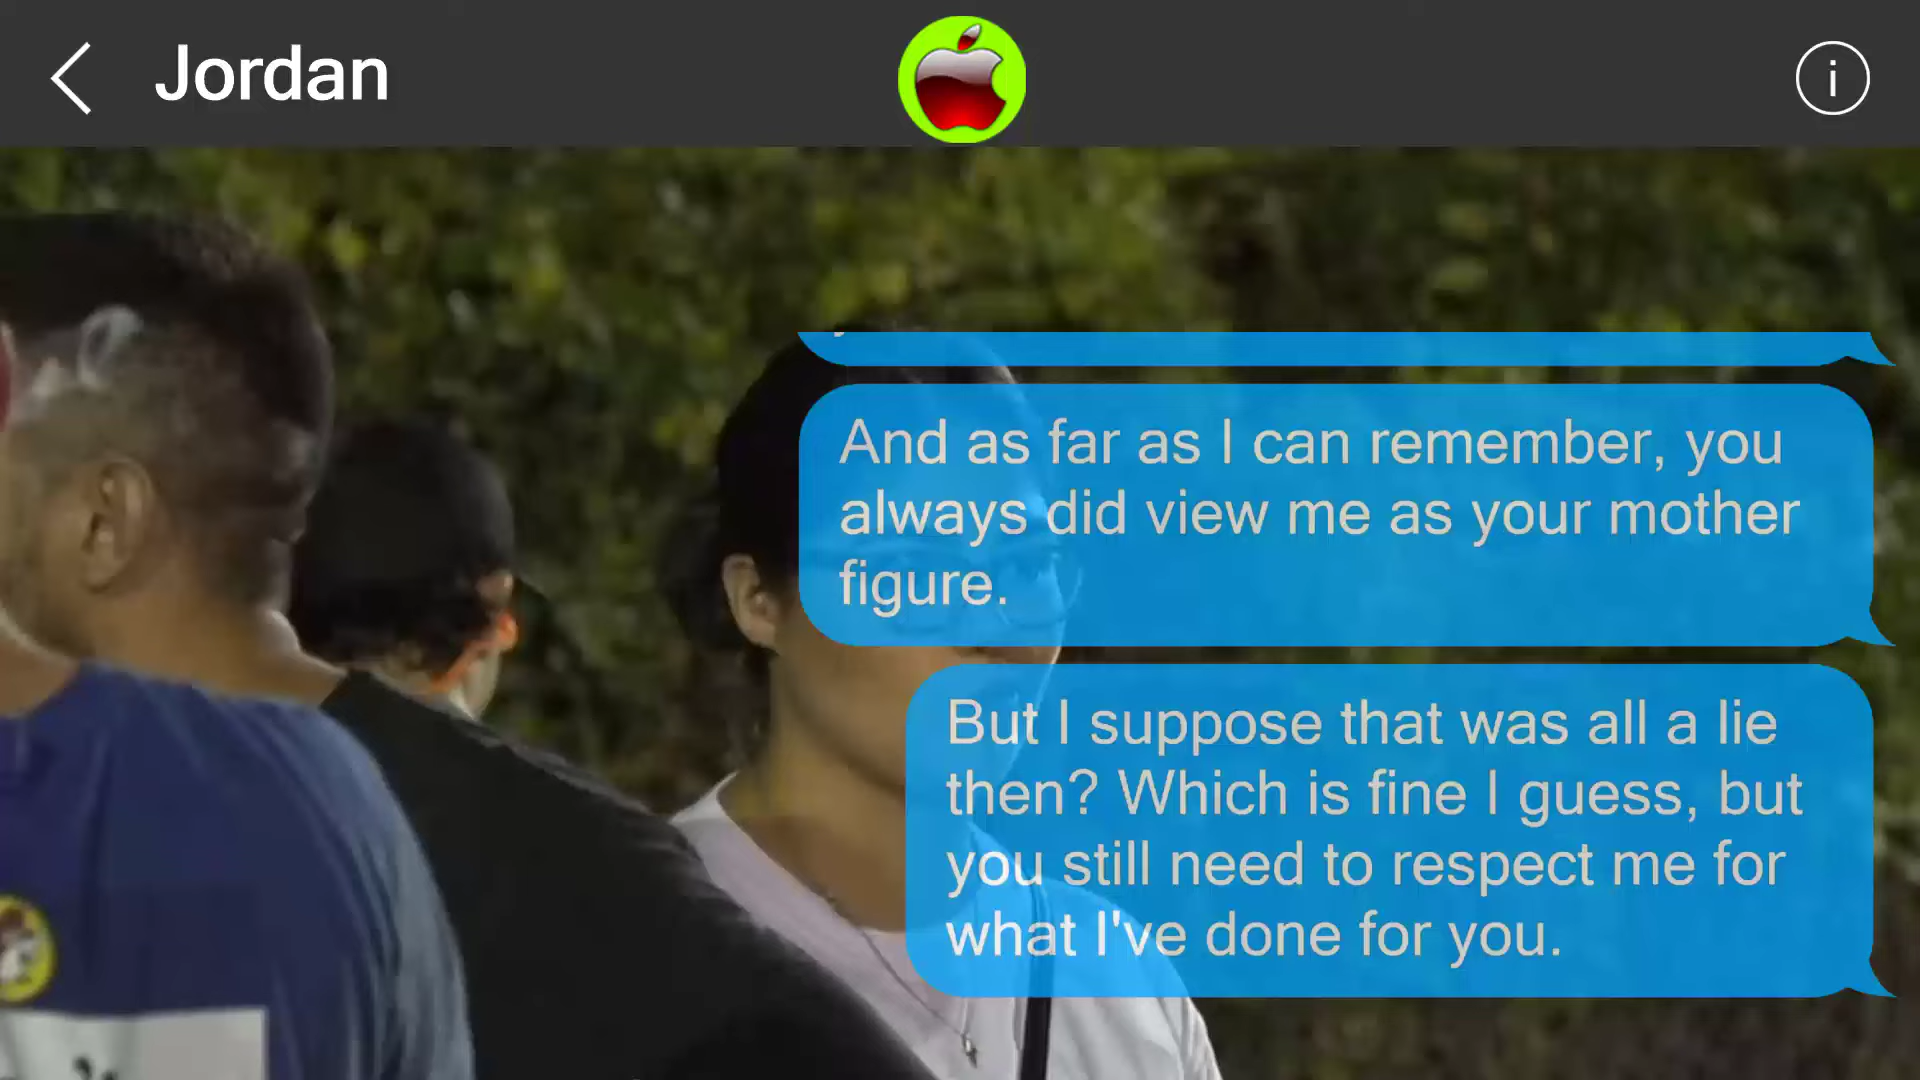 Jordan
i
And as far as I can remember, you
always did view me as your mother
figure.
But I suppose that was all a lie
then? Which is fine I guess, but
you still need to respect me for
what I've done for you.